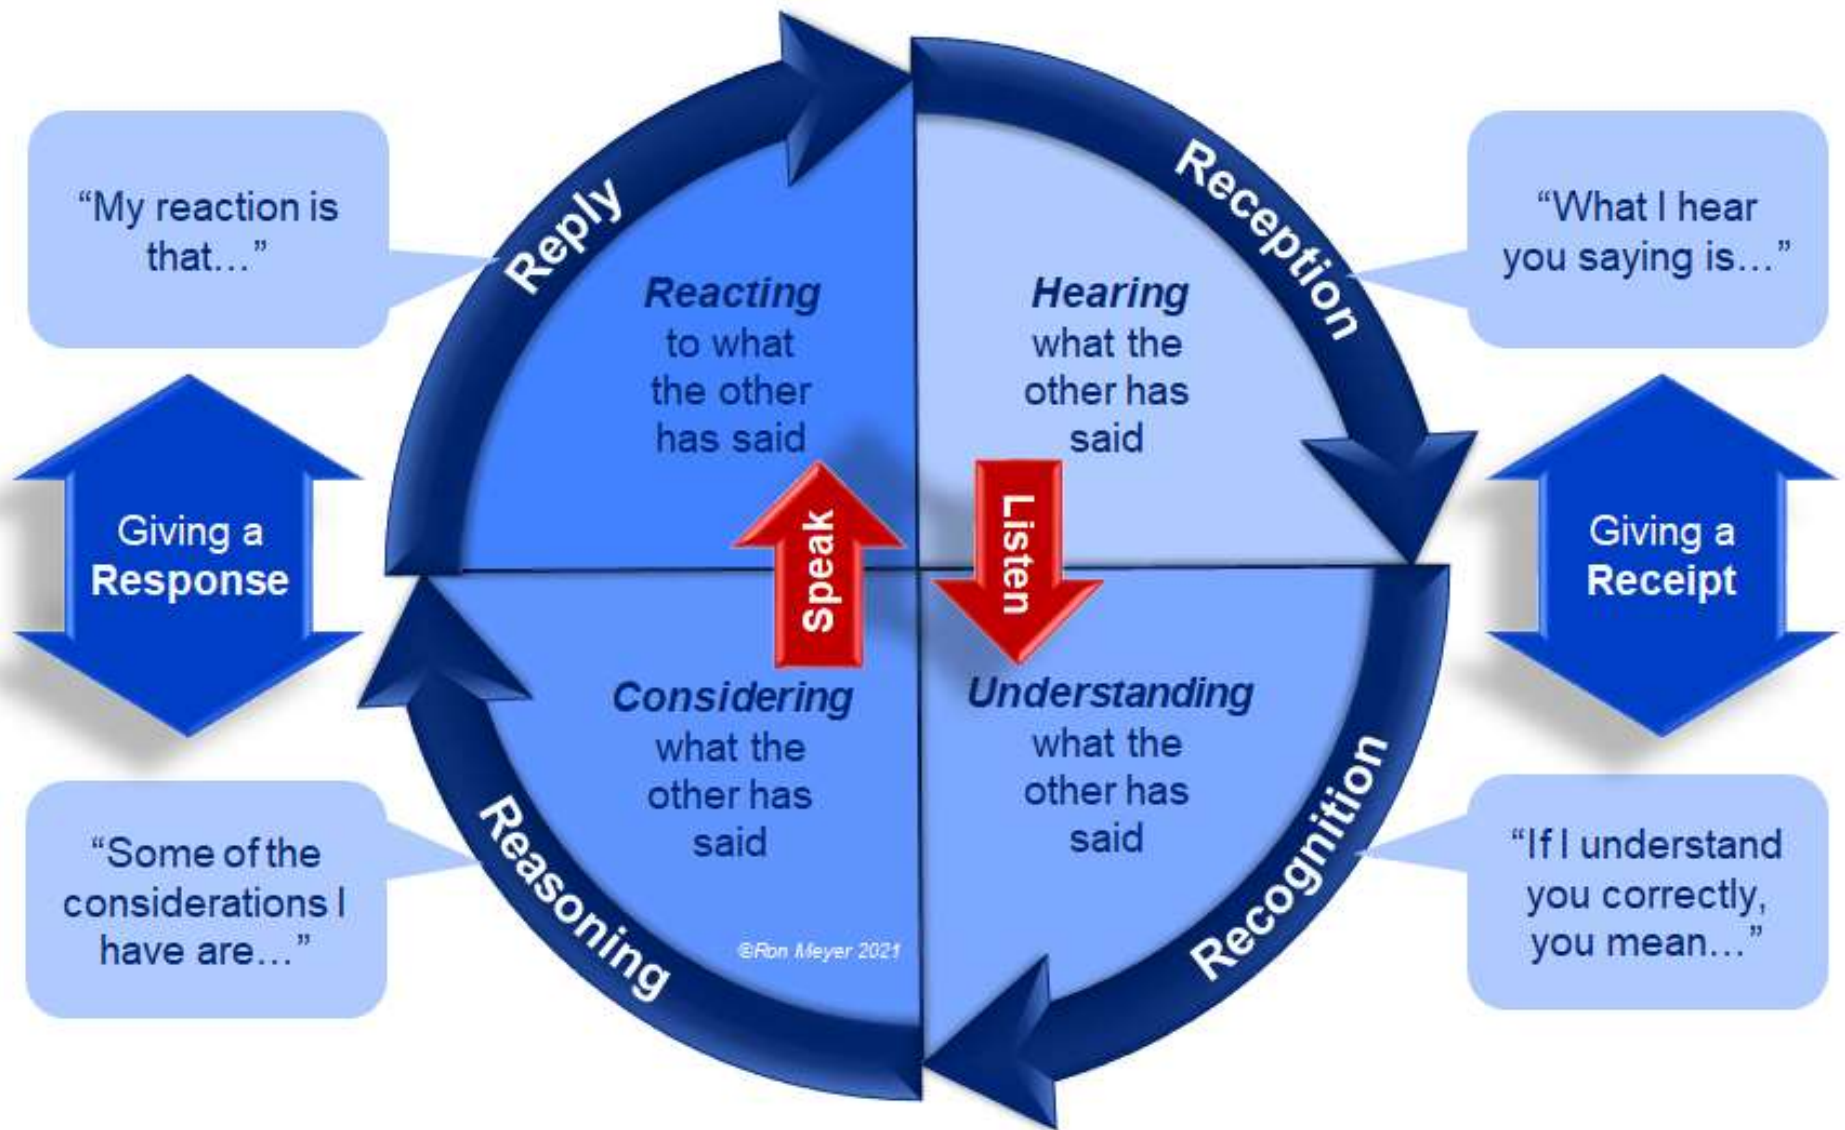 “My reaction is
that…”
Reply
Reacting
to what
the other
has said
Reception
Hearing
what the
other has
said
“What I hear
you saying is…”
Giving a
Response
Speak
Listen
Giving a
Receipt
Considering
what the
other has
said
Understanding
what the
other has
said
“Some of the
considerations I
have are…”
Reasoning
©Ron Meyer 2021
Recognition
“If I understand
you correctly,
you mean…”